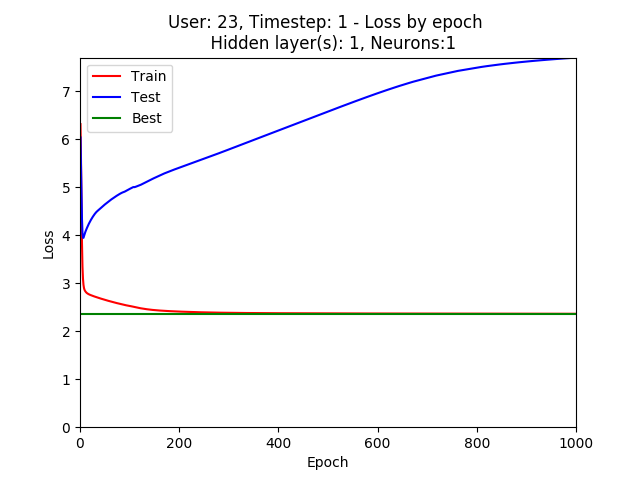 User: 23, Timestep: 1 - Loss by epoch
Hidden layer(s): 1, Neurons:1
Train
Test
Best
7
6
5
4
3
2
1
0
Loss
0
200
400
600
800
1000
Epoch